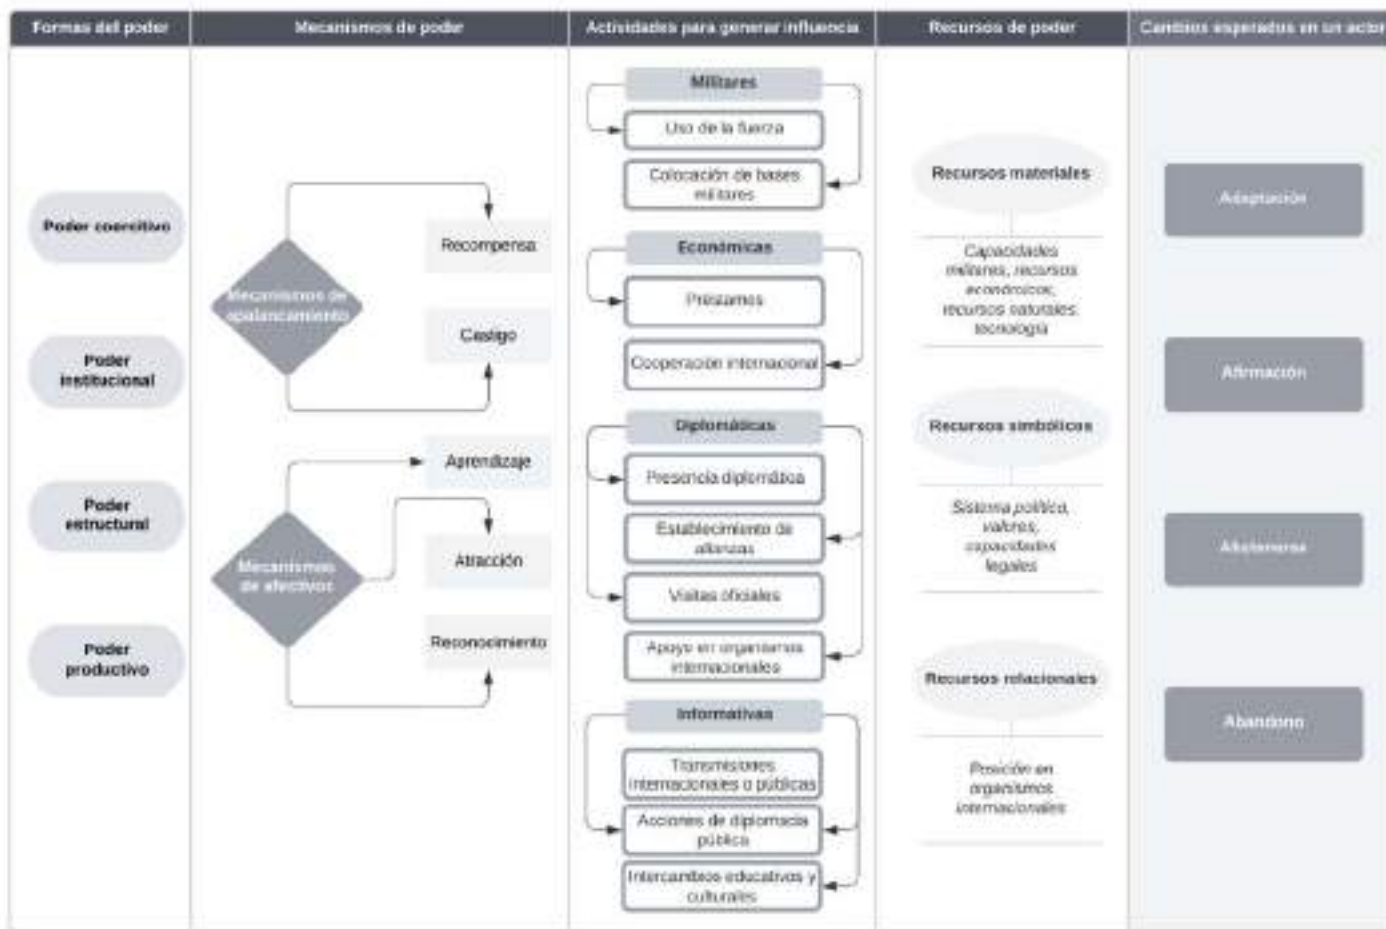 Formas del poder
Mecanismos de poder
Actividades para generar influencia
Recursos de poder
Cambios esperados en un actor
Poder coercitivo
Poder
institucional
Poder
estructural
Poder
productivo
Mecanismos de
apalancamiento
Recompensa
Castigo
Mecanismos
de afectivos
Aprendizaje
Atracción
Reconocimiento
Militares
Uso de la fuerza
Colocación de bases
militares
Económicas
Préstamos
Cooperación internacional
Diplomáticas
Presencia diplomática
Establecimiento de
alianzas
Visitas oficiales
Apoyo en organismos
internacionales
Informativas
Transmisiones
internacionales o públicas
Acciones de diplomacia
pública
Intercambios educativos y
culturales
Recursos materiales
Capacidades
militares, recursos
económicos,
recursos naturales,
tecnología
Recursos simbólicos
Sistema político,
valores,
capacidades
legales
Recursos relacionales
Posición en
organismos
internacionales
Adaptación
Afirmación
Abstenerse
Abandono